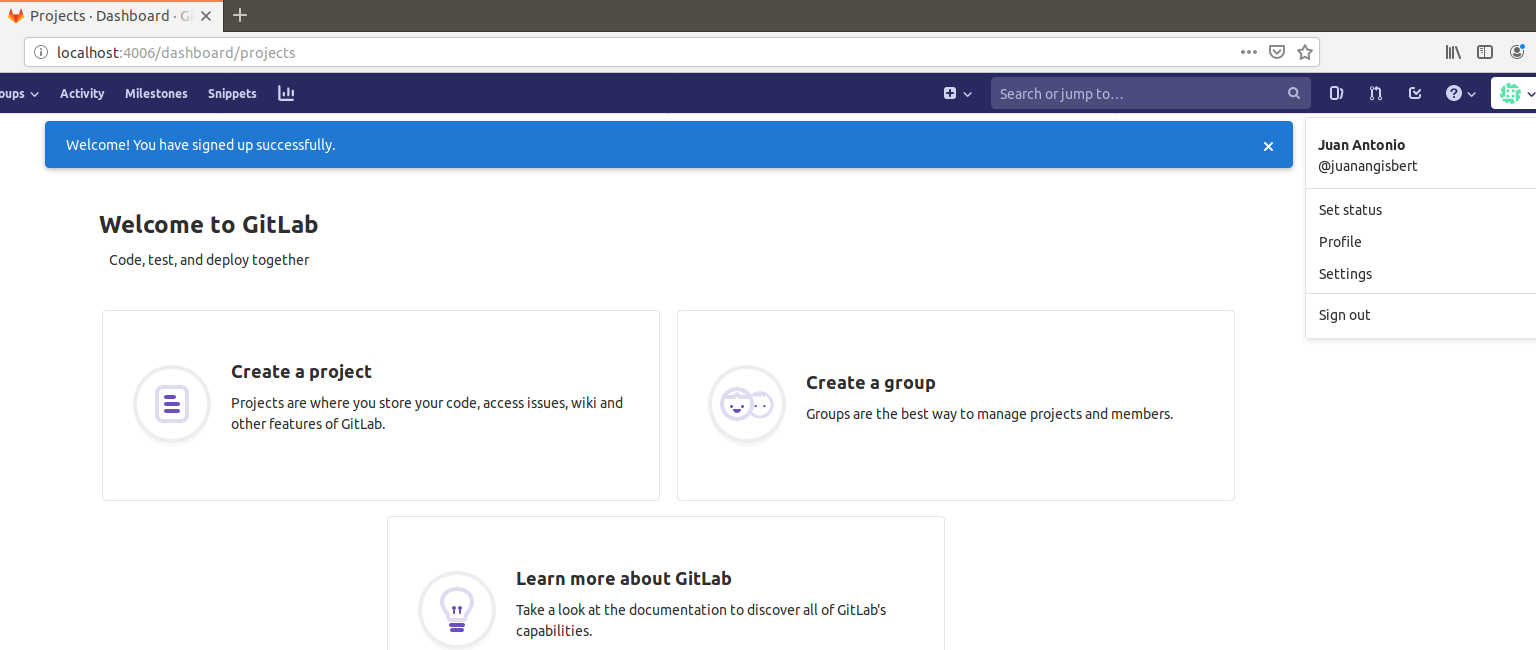 Projects · Dashboard · Gi
localhost:4006/dashboard/projects
oups Activity Milestones Snippets Search or jump to...
Welcome! You have signed up successfully.
Juan Antonio
@juanangisbert
Set status
Profile
Settings
Sign out
Welcome to GitLab
Code, test, and deploy together
Create a project
Projects are where you store your code, access issues, wiki and
other features of GitLab.
Create a group
Groups are the best way to manage projects and members.
Learn more about GitLab
Take a look at the documentation to discover all of GitLab's
capabilities.